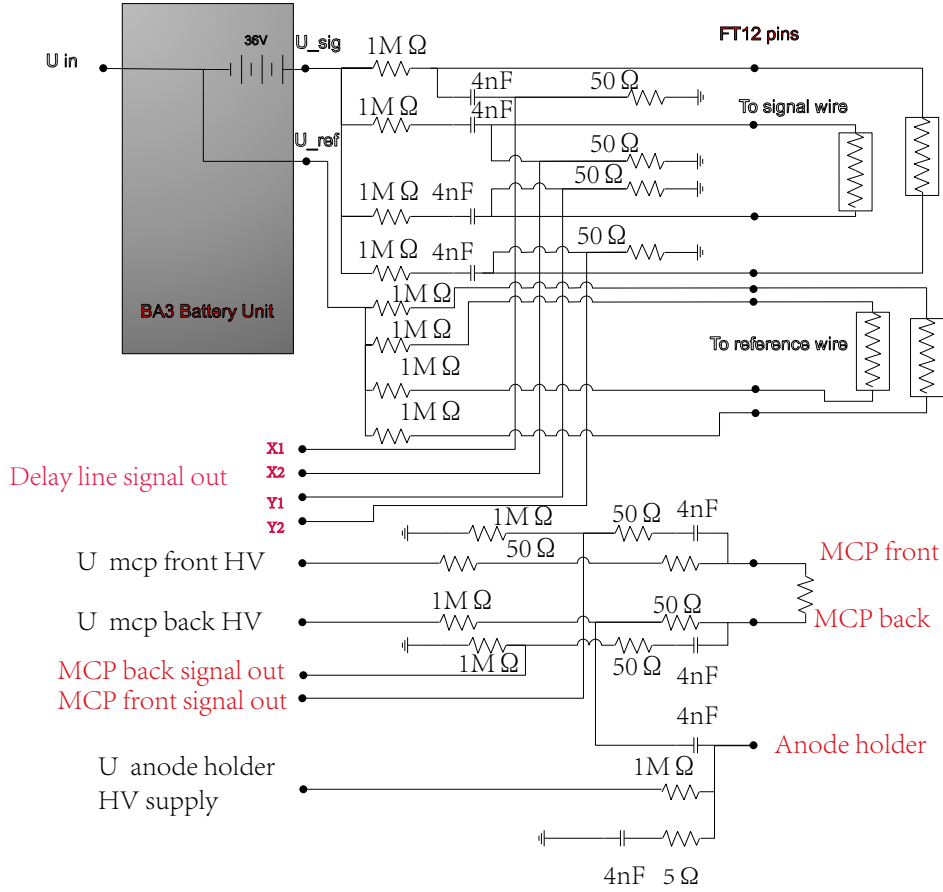 36V
U_sig
1M Ω
FT12 pins
U in
4nF
50 Ω
4nF
1M Ω
To signal wire
U_ref
50 Ω
50 Ω
1M Ω
4nF
50 Ω
1M Ω
4nF
1M Ω
BA3 Battery Unit
1M Ω
To reference wire
1M Ω
1M Ω
X1
Delay line signal out
X2
Y1
Y2
1M Ω
50 Ω
4nF
U mcp front HV
50 Ω
MCP front
1M Ω
50 Ω
U mcp back HV
MCP back
MCP back signal out
1M Ω
50 Ω
4nF
MCP front signal out
4nF
Anode holder
U anode holder
HV supply
1M Ω
4nF
5 Ω